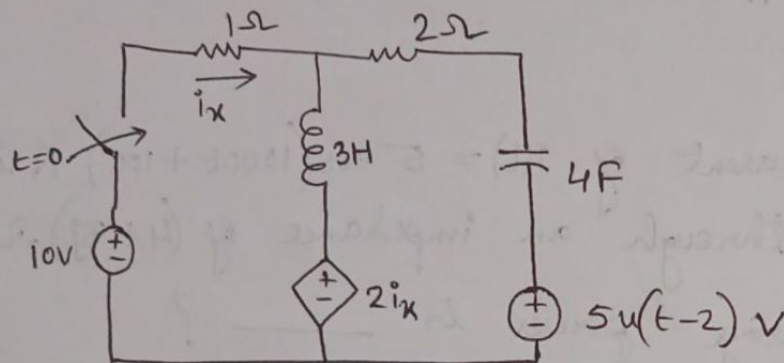 1Ω
2Ω
iₓ
t=0
3H
4F
10V
2iₓ
5u(t-2) V